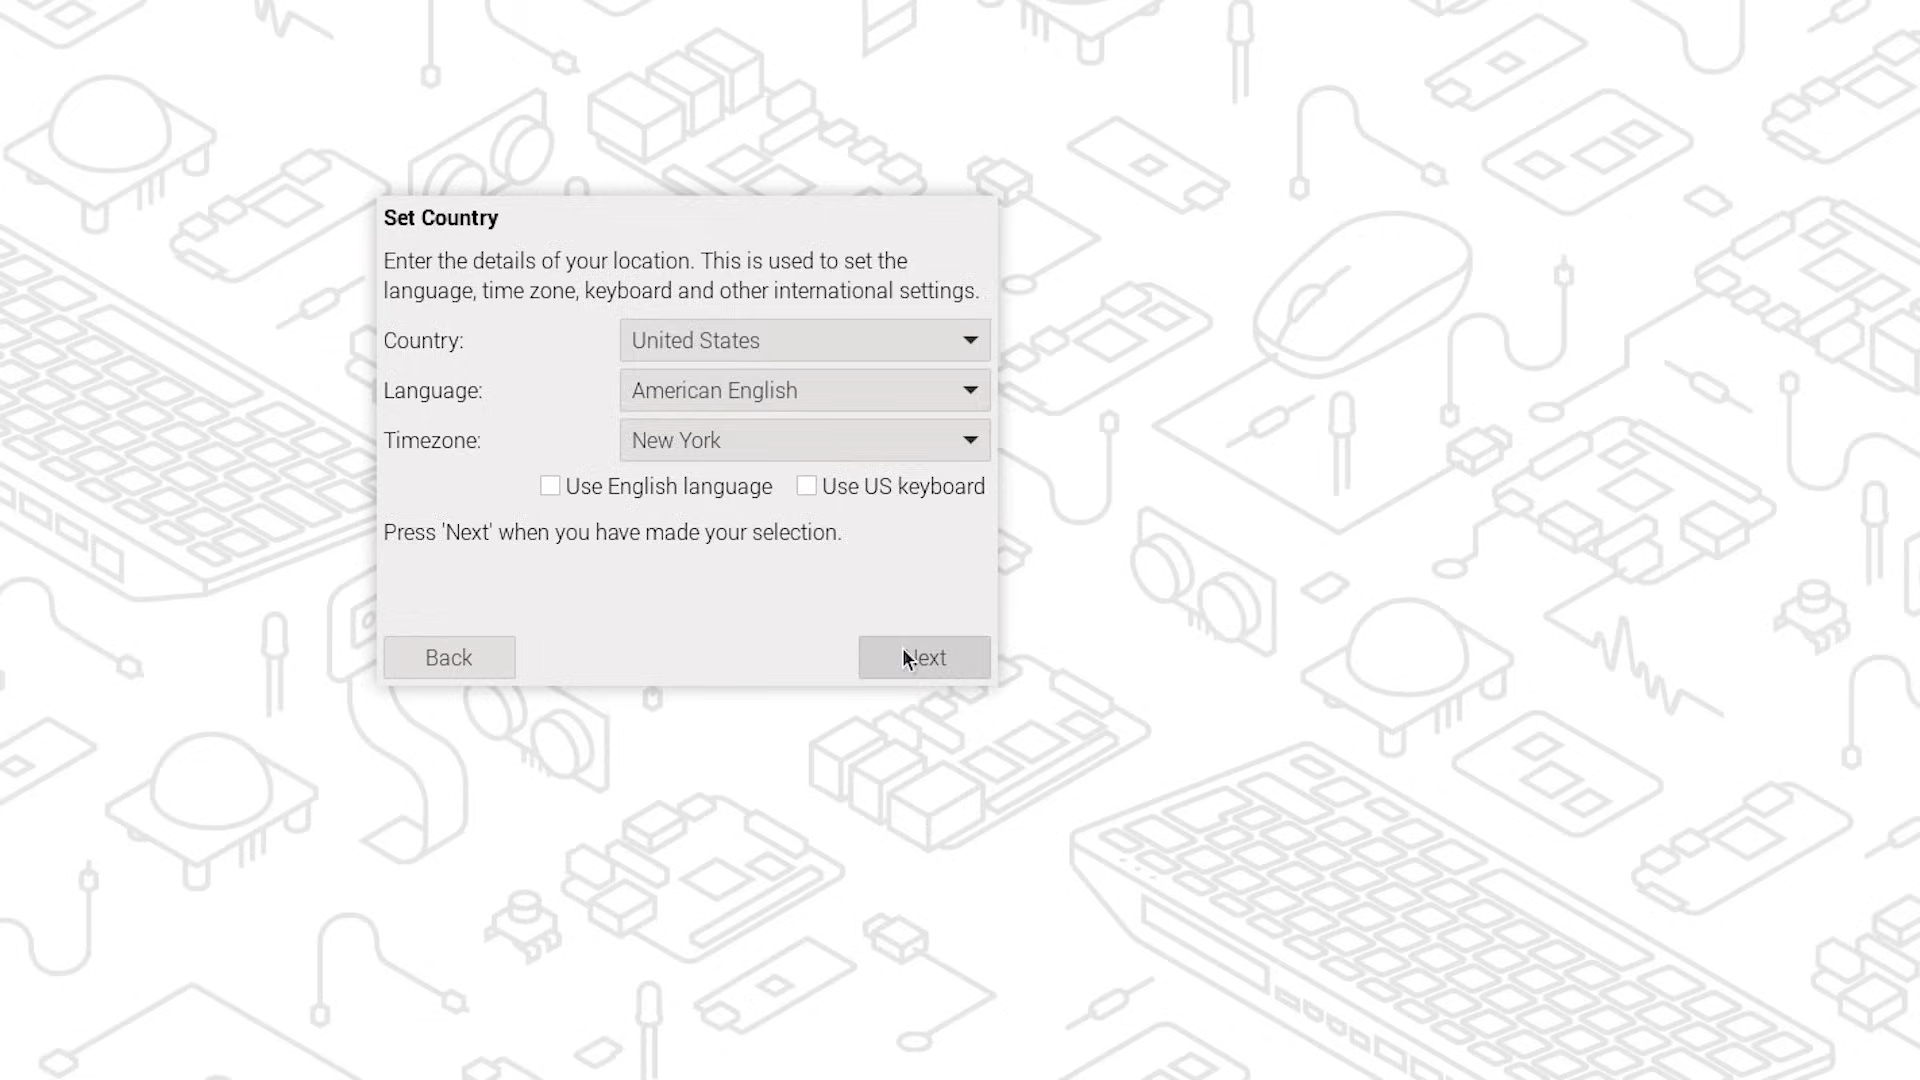 Set Country
Enter the details of your location. This is used to set the
language, time zone, keyboard and other international settings.
Country: United States
Language: American English
Timezone: New York
Use English language Use US keyboard
Press 'Next' when you have made your selection.
Back Next